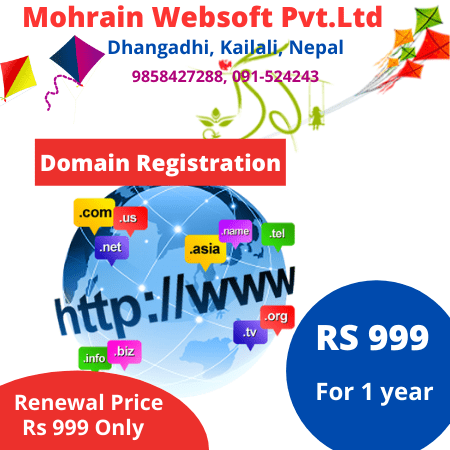 Mohrain Websoft Pvt.Ltd
Dhangadhi, Kailali, Nepal
9858427288, 091-524243
Domain Registration
.com
.us
.net
.name
.tel
.asia
http://www
.org
.tv
.info
.biz
RS 999
For 1 year
Renewal Price
Rs 999 Only